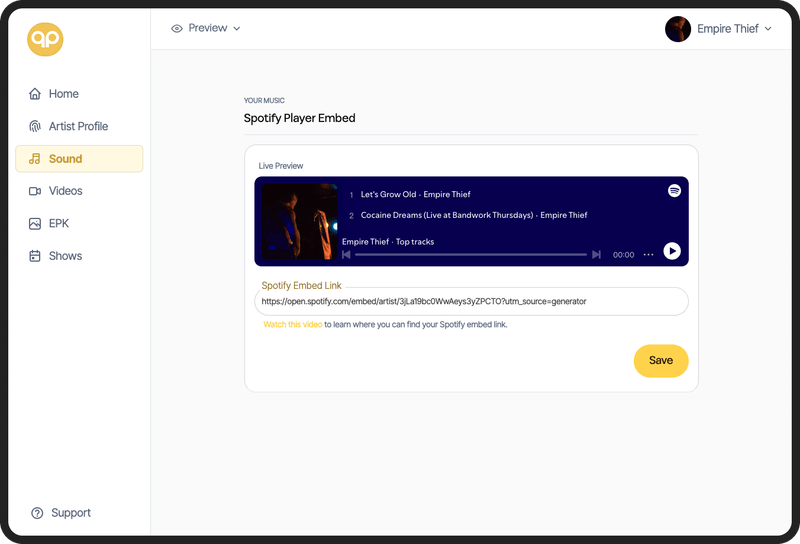 qp
Preview
Empire Thief
Home
Artist Profile
Sound
Videos
EPK
Shows
Support
YOUR MUSIC
Spotify Player Embed
Live Preview
1 Let's Grow Old - Empire Thief
2 Cocaine Dreams (Live at Bandwork Thursdays) - Empire Thief
Empire Thief · Top tracks
00:00
Spotify Embed Link
https://open.spotify.com/embed/artist/3jLa19bc0WwAeys3yZPCTO?utm_source=generator
Watch this video to learn where you can find your Spotify embed link.
Save